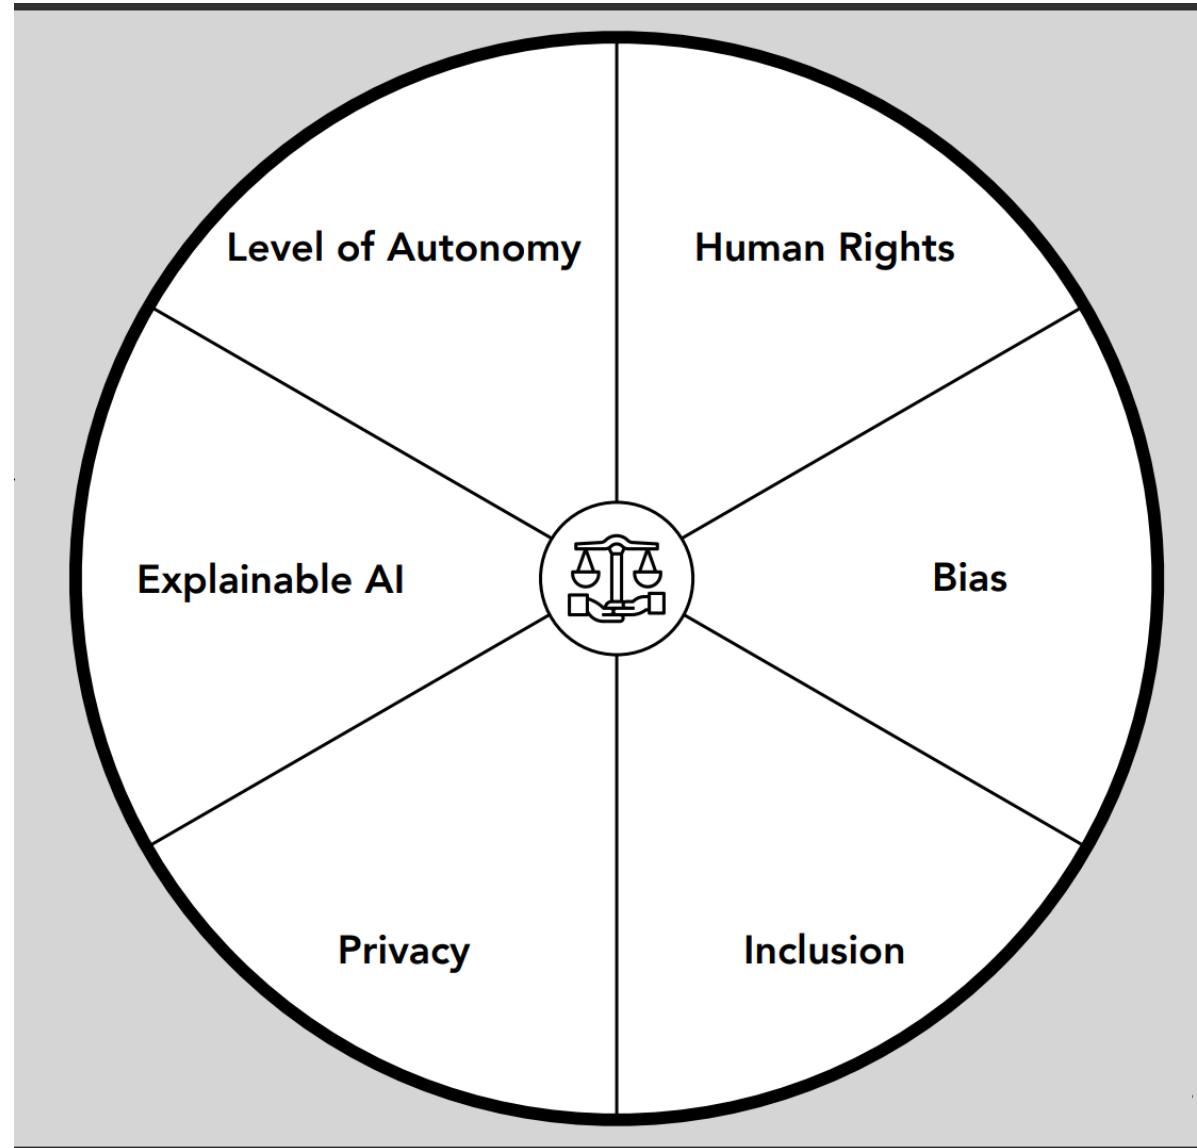 Level of Autonomy
Human Rights
Explainable AI
Bias
Privacy
Inclusion